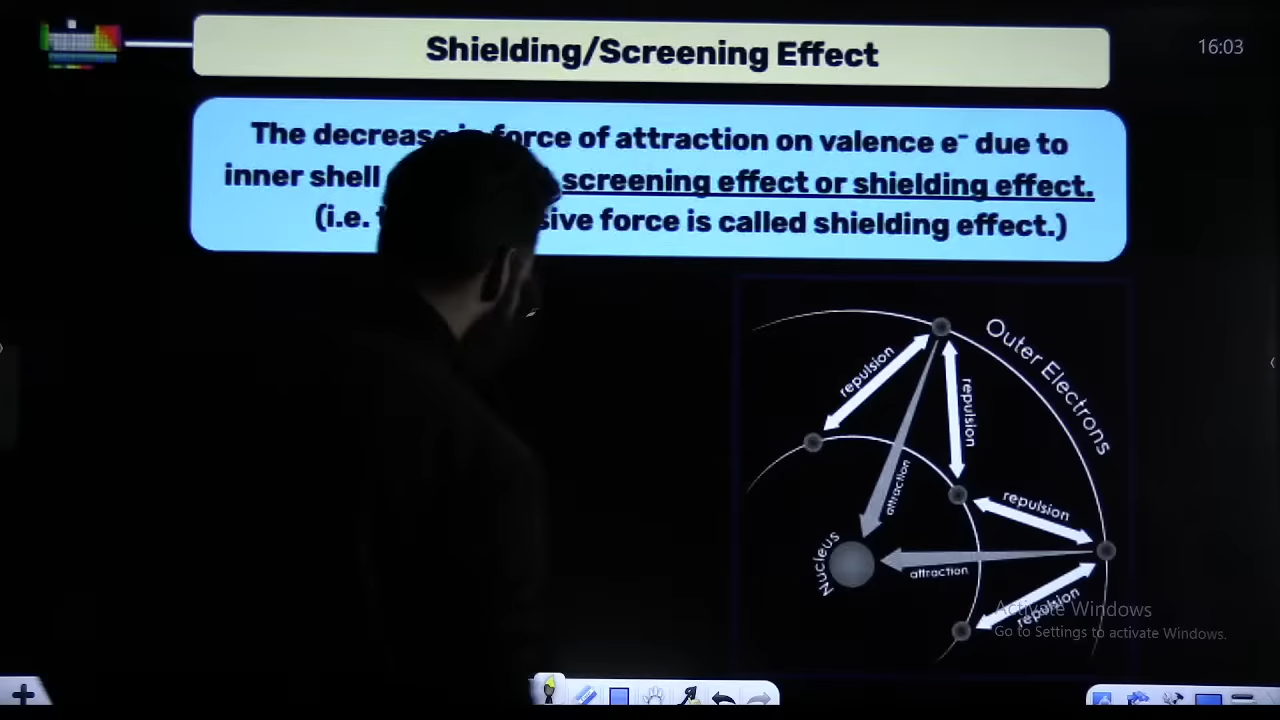 Shielding/Screening Effect
16:03
The decrease force of attraction on valence e⁻ due to
inner shell screening effect or shielding effect.
(i.e. sive force is called shielding effect.)
Outer Electrons
repulsion
repulsion
attraction
repulsion
Nucleus
attraction
repulsion
Activate Windows
Go to Settings to activate Windows.